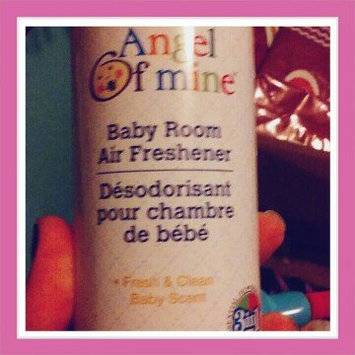 Angel
Of mine
Baby Room
Air Freshener
Désodorisant
pour chambre
de bébé
• Fresh & Clean
Baby Scent